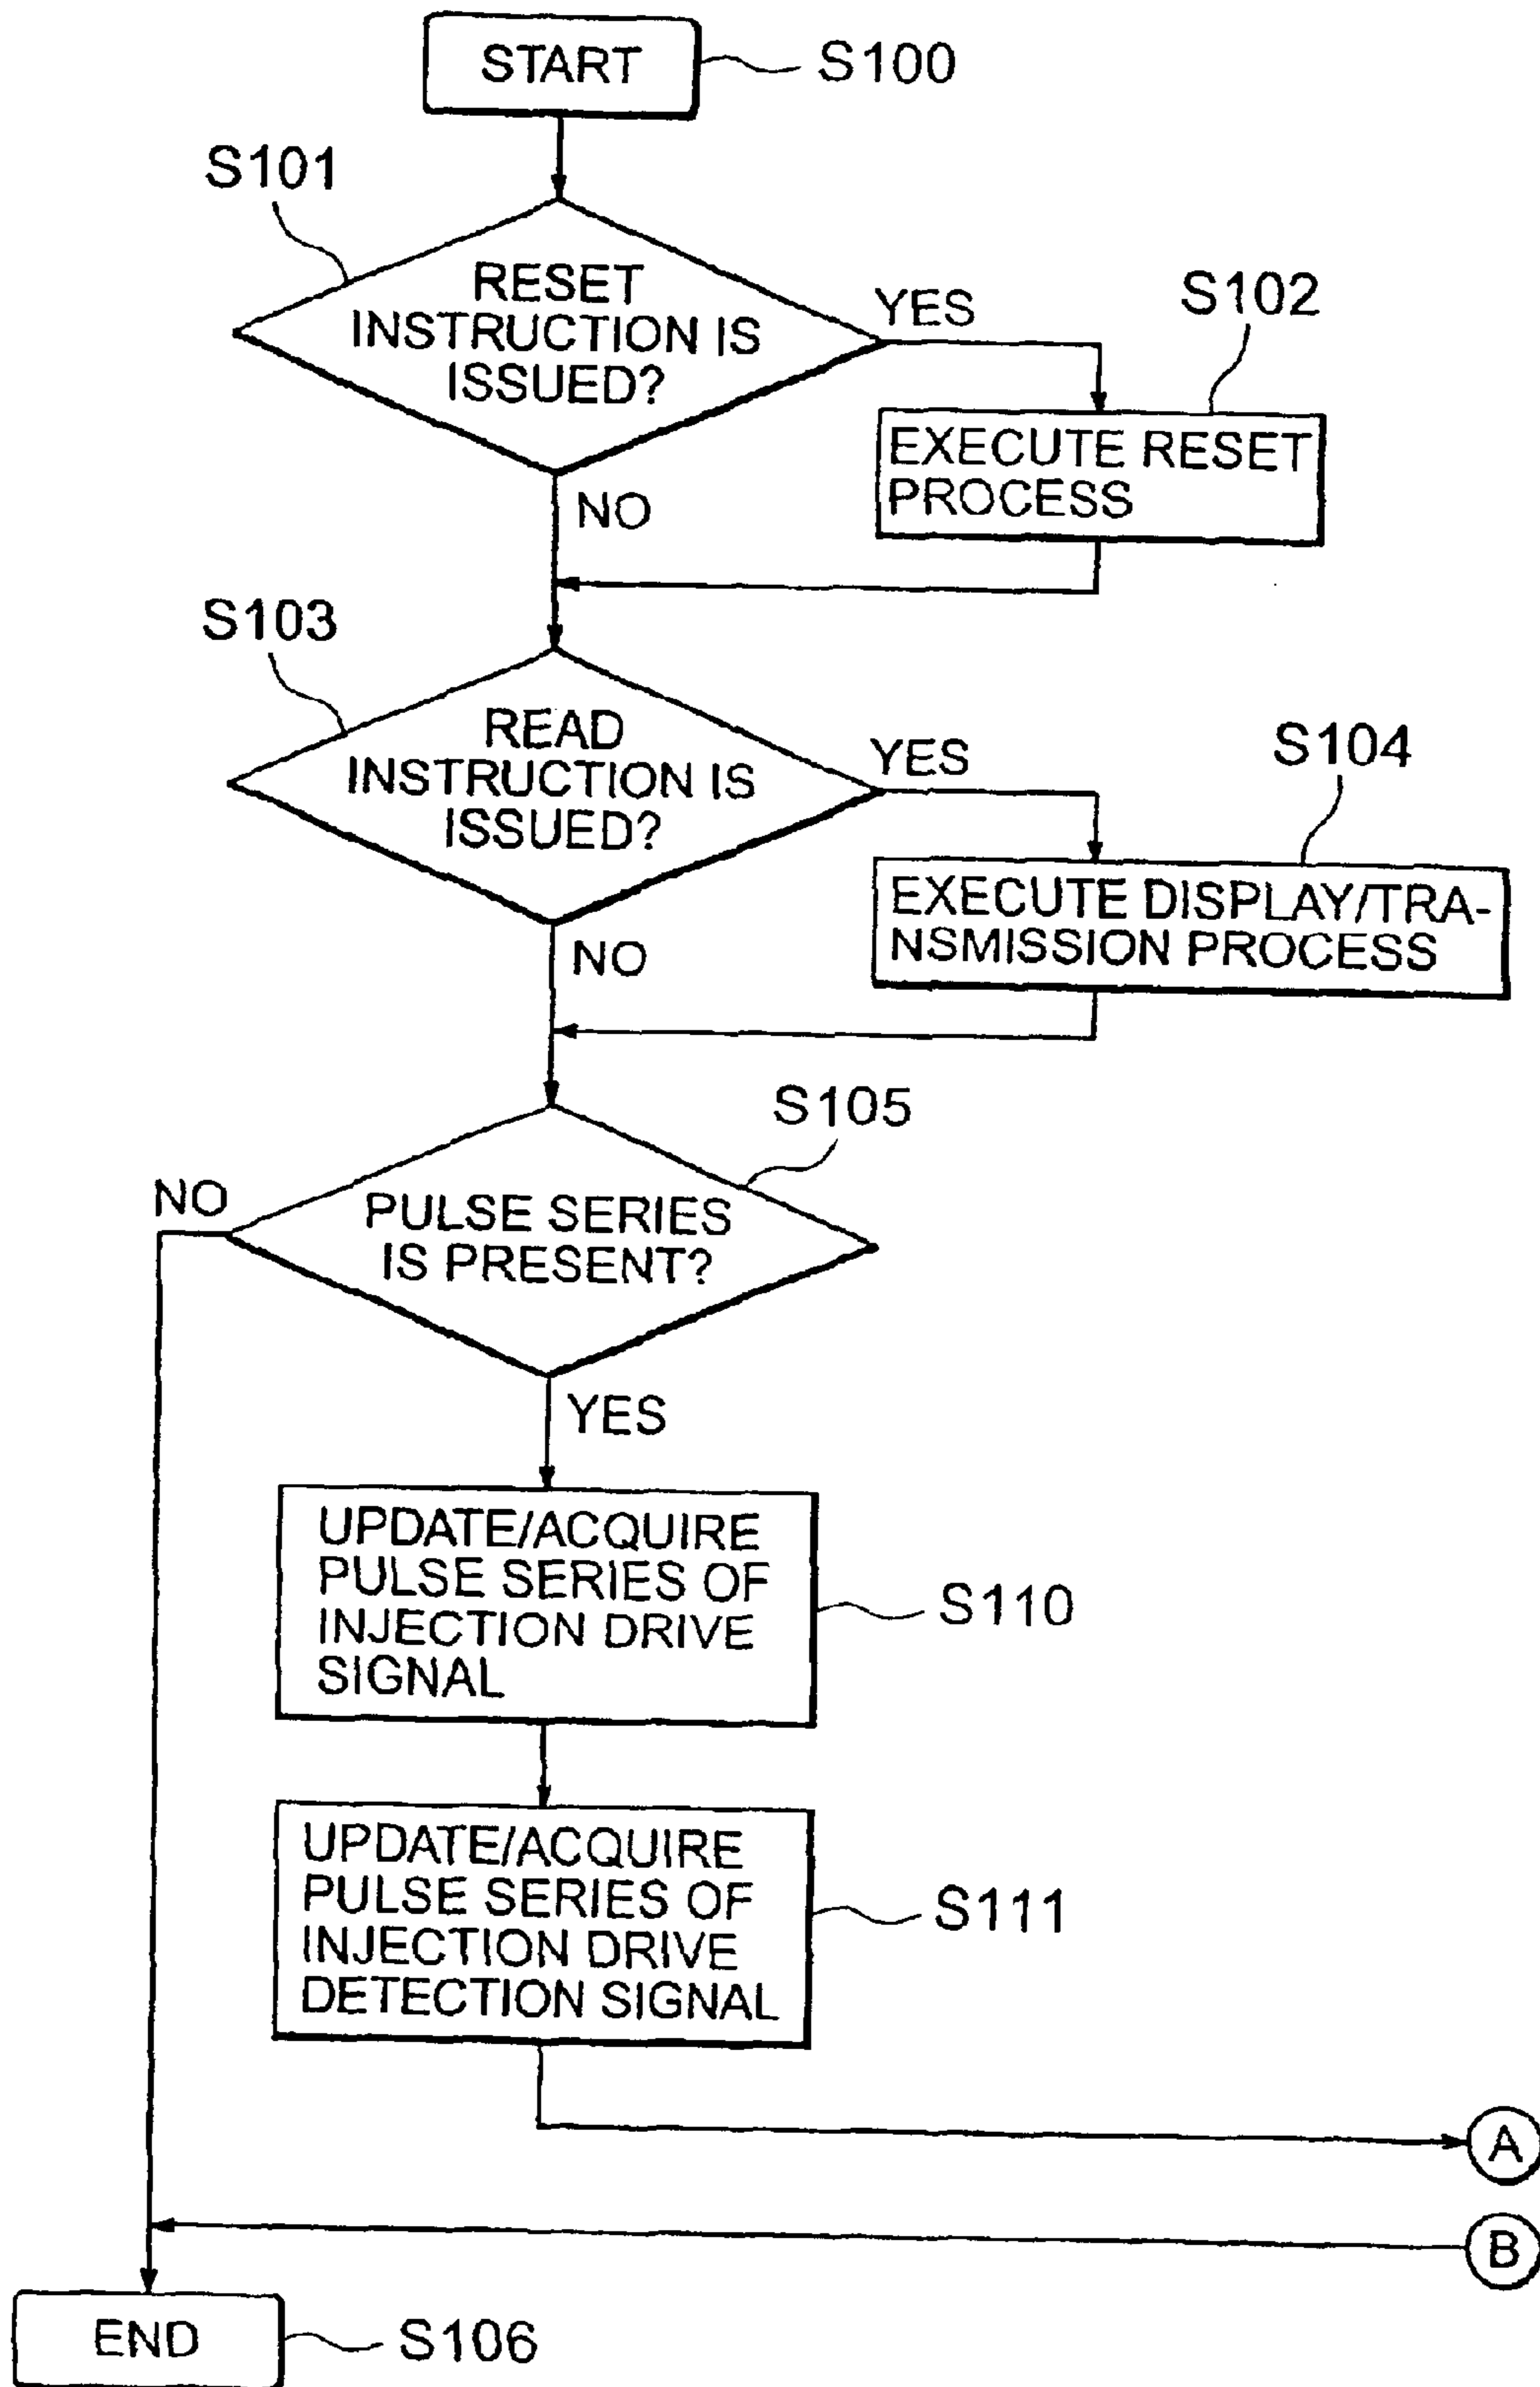 START
S100
S101
RESET
INSTRUCTION IS
ISSUED?
YES
S102
EXECUTE RESET
PROCESS
NO
S103
READ
INSTRUCTION IS
ISSUED?
YES
S104
EXECUTE DISPLAY/TRA-
NSMISSION PROCESS
NO
S105
NO
PULSE SERIES
IS PRESENT?
YES
UPDATE/ACQUIRE
PULSE SERIES OF
INJECTION DRIVE
SIGNAL
S110
UPDATE/ACQUIRE
PULSE SERIES OF
INJECTION DRIVE
DETECTION SIGNAL
S111
A
B
END
S106